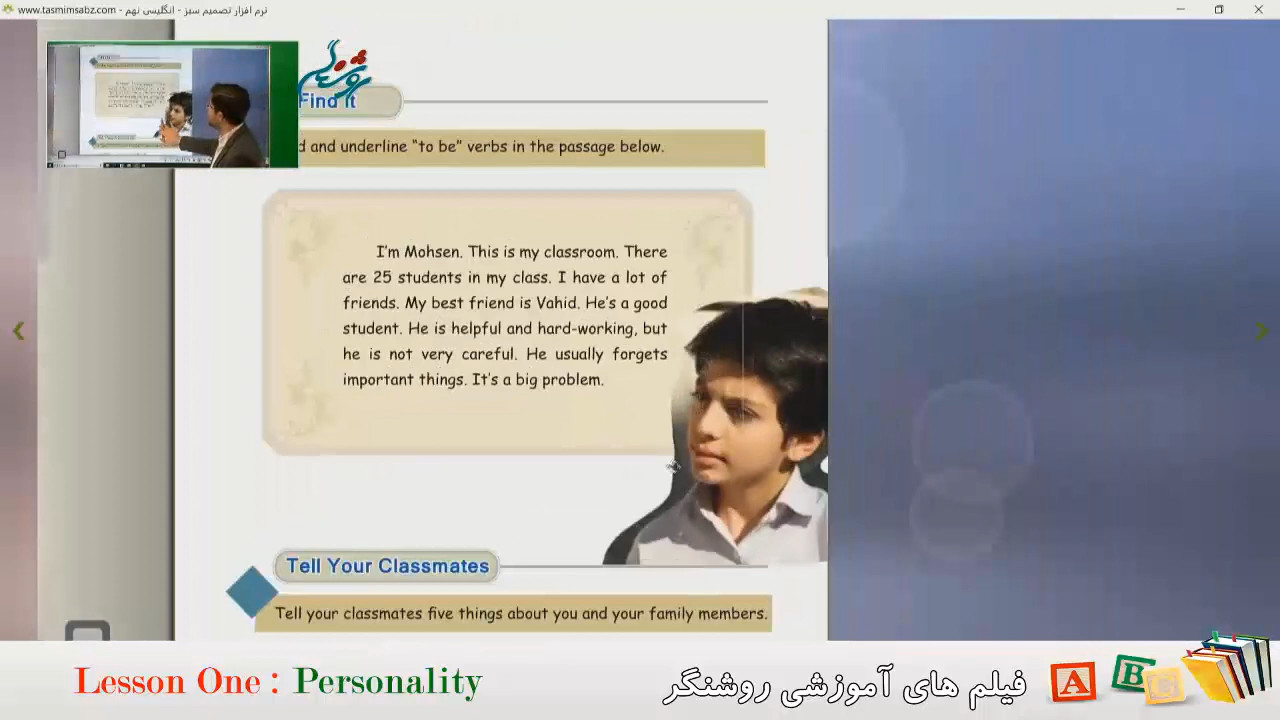 نرم افزار تصمیم سبز - انگلیسی نهم - www.tasmimsabz.com
Find it
and underline “to be” verbs in the passage below.
I'm Mohsen. This is my classroom. There
are 25 students in my class. I have a lot of
friends. My best friend is Vahid. He's a good
student. He is helpful and hard-working, but
he is not very careful. He usually forgets
important things. It's a big problem.
Tell Your Classmates
Tell your classmates five things about you and your family members.
Lesson One : Personality
فیلم های آموزشی روشنگر
A
B
C